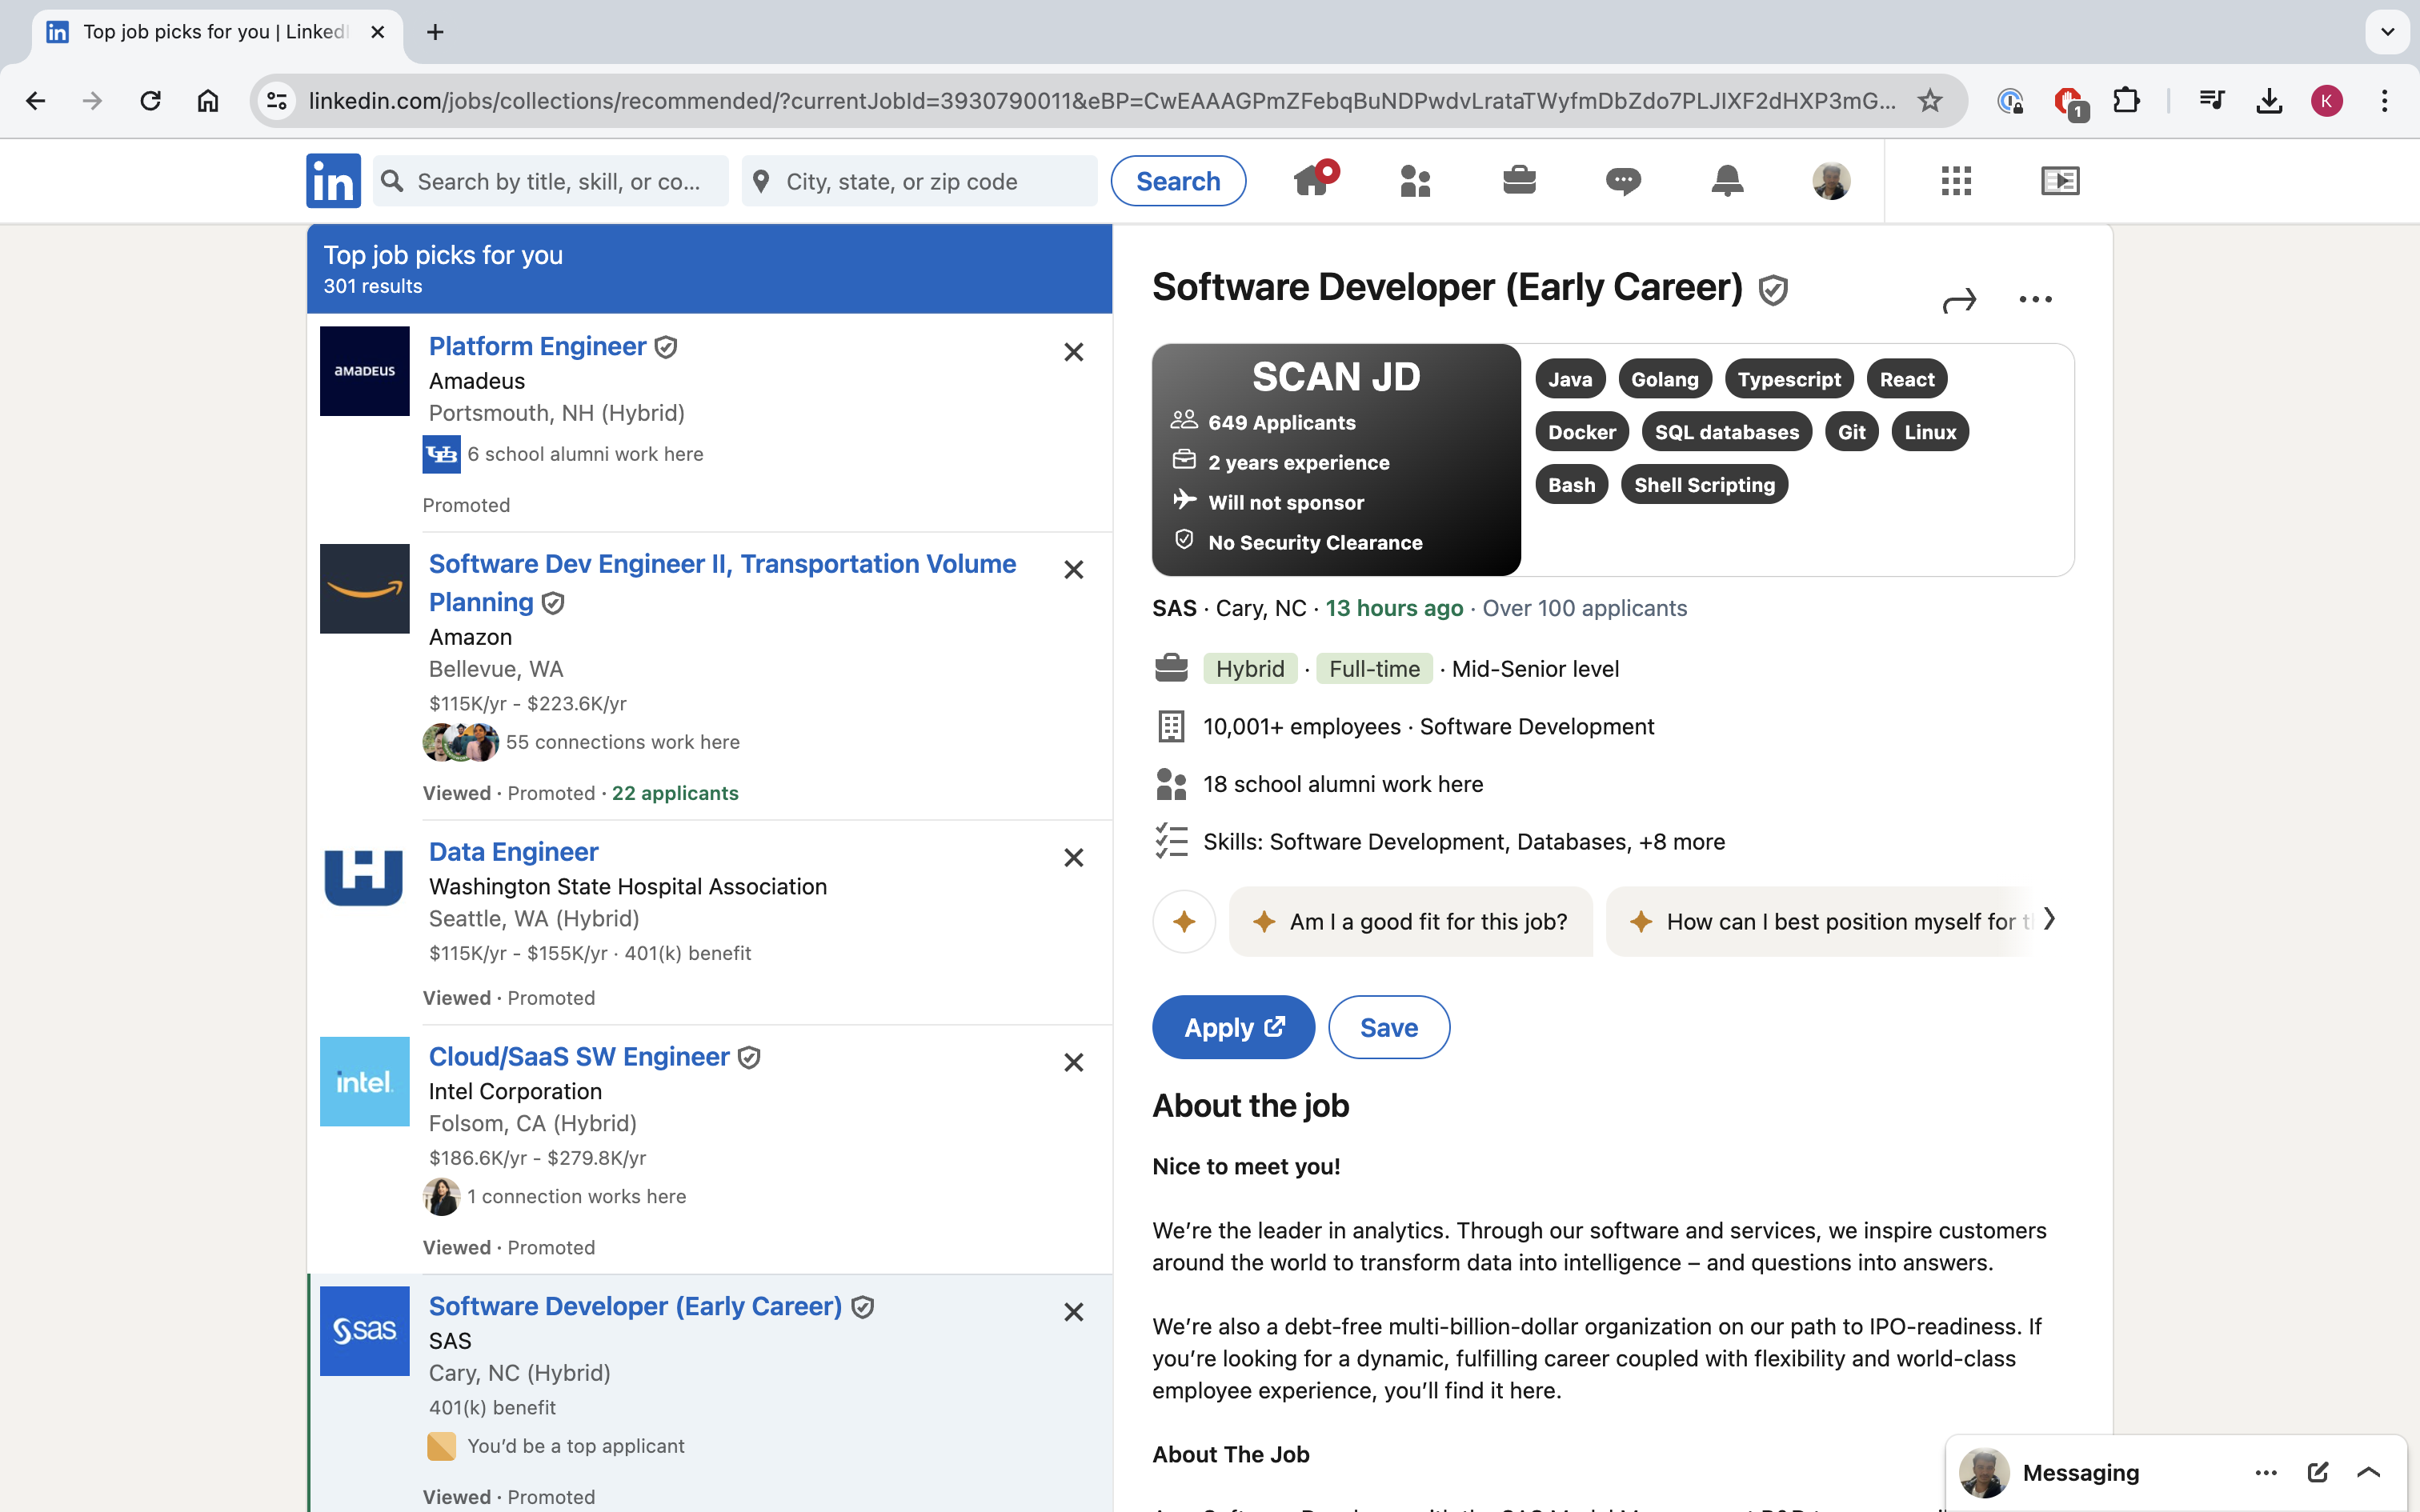 Top job picks for you | LinkedI
linkedin.com/jobs/collections/recommended/?currentJobId=3930790011&eBP=CwEAAAGPmZFebqBuNDPwdvLrataTWyfmDbZdo7PLJIXF2dHXP3mG...
1
K
in
Search by title, skill, or co...
City, state, or zip code
Search
Top job picks for you
301 results
amadeus
Platform Engineer
Amadeus
Portsmouth, NH (Hybrid)
UB
6 school alumni work here
Promoted
Software Dev Engineer II, Transportation Volume
Planning
Amazon
Bellevue, WA
$115K/yr - $223.6K/yr
55 connections work here
Viewed · Promoted · 22 applicants
Data Engineer
Washington State Hospital Association
Seattle, WA (Hybrid)
$115K/yr - $155K/yr · 401(k) benefit
Viewed · Promoted
intel.
Cloud/SaaS SW Engineer
Intel Corporation
Folsom, CA (Hybrid)
$186.6K/yr - $279.8K/yr
1 connection works here
Viewed · Promoted
sas
Software Developer (Early Career)
SAS
Cary, NC (Hybrid)
401(k) benefit
You’d be a top applicant
Viewed · Promoted
Software Developer (Early Career)
SCAN JD
649 Applicants
2 years experience
Will not sponsor
No Security Clearance
Java Golang Typescript React
Docker SQL databases Git Linux
Bash Shell Scripting
SAS · Cary, NC · 13 hours ago · Over 100 applicants
Hybrid · Full-time · Mid-Senior level
10,001+ employees · Software Development
18 school alumni work here
Skills: Software Development, Databases, +8 more
Am I a good fit for this job?
How can I best position myself for t
Apply
Save
About the job
Nice to meet you!
We’re the leader in analytics. Through our software and services, we inspire customers
around the world to transform data into intelligence – and questions into answers.
We’re also a debt-free multi-billion-dollar organization on our path to IPO-readiness. If
you’re looking for a dynamic, fulfilling career coupled with flexibility and world-class
employee experience, you’ll find it here.
About The Job
Messaging